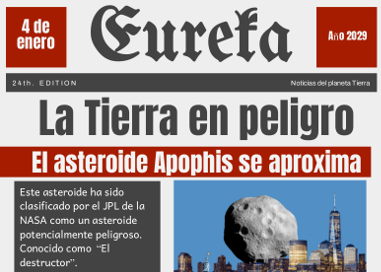 4 de
enero
Eureka
Año 2029
24th. EDITION
Noticias del planeta Tierra
La Tierra en peligro
El asteroide Apophis se aproxima
Este asteroide ha sido
clasificado por el JPL de la
NASA como un asteroide
potencialmente peligroso.
Conocido como “El
destructor”.